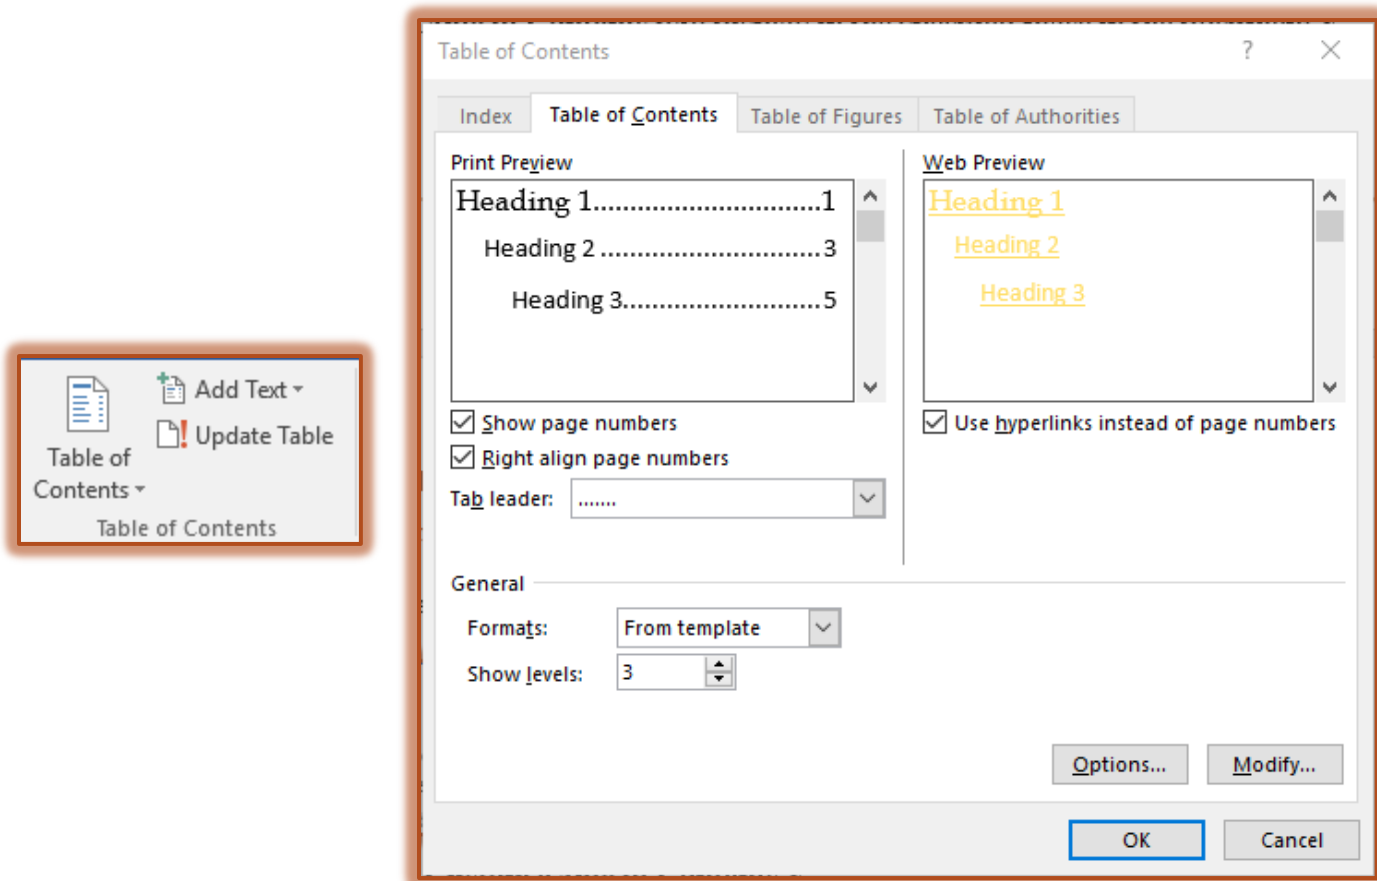 Add Text
Update Table
Table of
Contents
Table of Contents
Table of Contents ?
Index Table of Contents Table of Figures Table of Authorities
Print Preview
Heading 1..............................1
Heading 2..............................3
Heading 3...........................5
Show page numbers
Right align page numbers
Tab leader: .......
Web Preview
Heading 1
Heading 2
Heading 3
Use hyperlinks instead of page numbers
General
Formats: From template
Show levels: 3
Options... Modify...
OK Cancel